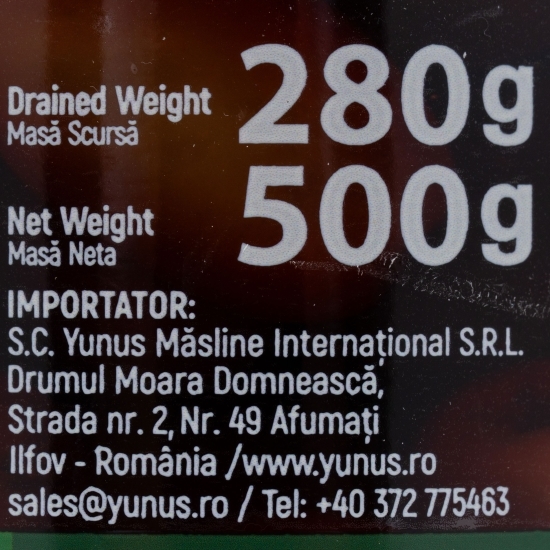 Drained Weight 280g
Masă Scursă
Net Weight 500g
Masă Neta
IMPORTATOR:
S.C. Yunus Măsline Internațional S.R.L.
Drumul Moara Domnească,
Strada nr. 2, Nr. 49 Afumați
Ilfov - România /www.yunus.ro
sales@yunus.ro / Tel: +40 372 775463